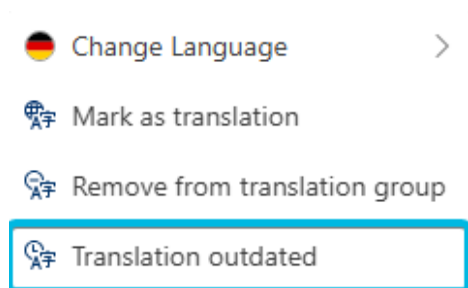 Change Language
Mark as translation
Remove from translation group
Translation outdated